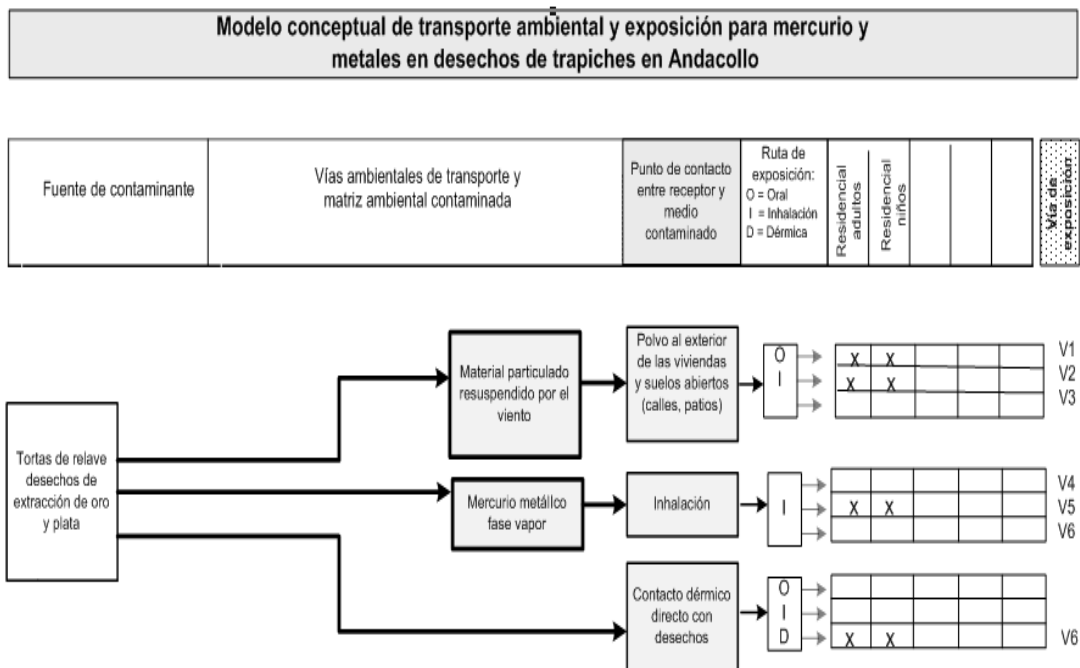 Modelo conceptual de transporte ambiental y exposición para mercurio y
metales en desechos de trapiches en Andacollo
Fuente de contaminante
Vías ambientales de transporte y
matriz ambiental contaminada
Punto de contacto
entre receptor y
medio
contaminado
Ruta de
exposición:
O = Oral
I = Inhalación
D = Dérmica
Residencial
adultos
Residencial
niños
Vía de
exposición
Tortas de relave
desechos de
extracción de oro
y plata
Material particulado
resuspendido por el
viento
Polvo al exterior
de las viviendas
y suelos abiertos
(calles, patios)
O
I
X X
X X
V1
V2
V3
Mercurio metálico
fase vapor
Inhalación
I
X X
V4
V5
V6
Contacto dérmico
directo con
desechos
O
I
D
X X
V6